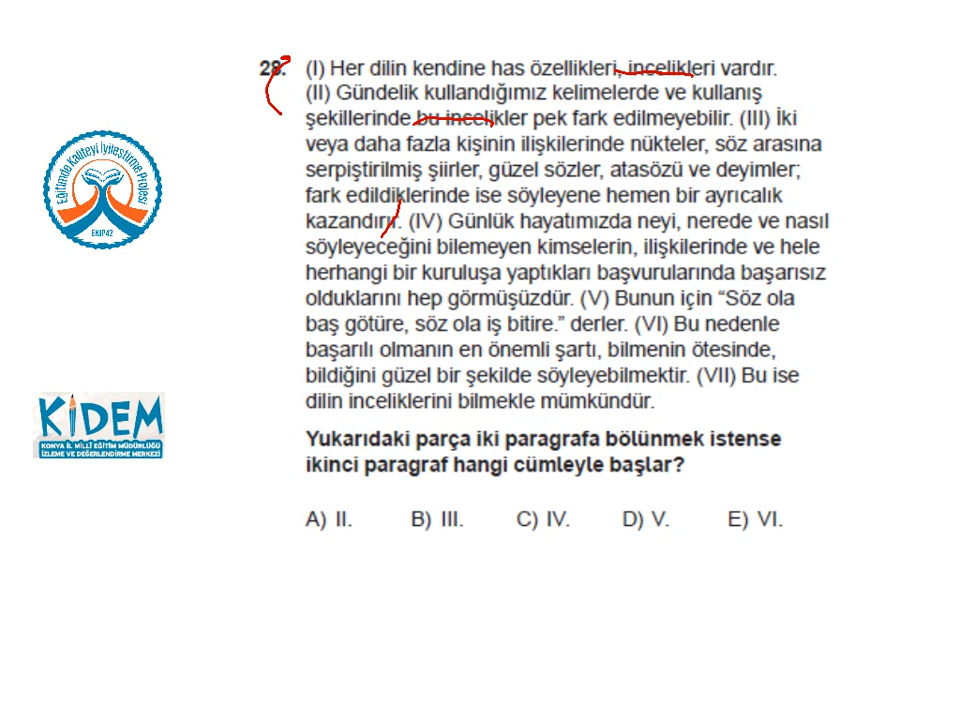 28. (I) Her dilin kendine has özellikleri, incelikleri vardır.
(II) Gündelik kullandığımız kelimelerde ve kullanış
şekillerinde bu incelikler pek fark edilmeyebilir. (III) İki
veya daha fazla kişinin ilişkilerinde nükteler, söz arasına
serpiştirilmiş şiirler, güzel sözler, atasözü ve deyimler;
fark edildiklerinde ise söyleyene hemen bir ayrıcalık
kazandırır. (IV) Günlük hayatımızda neyi, nerede ve nasıl
söyleyeceğini bilemeyen kimselerin, ilişkilerinde ve hele
herhangi bir kuruluşa yaptıkları başvurularında başarısız
olduklarını hep görmüşüzdür. (V) Bunun için “Söz ola
baş götüre, söz ola iş bitire.” derler. (VI) Bu nedenle
başarılı olmanın en önemli şartı, bilmenin ötesinde,
bildiğini güzel bir şekilde söyleyebilmektir. (VII) Bu ise
dilin inceliklerini bilmekle mümkündür.
Yukarıdaki parça iki paragrafa bölünmek istense
ikinci paragraf hangi cümleyle başlar?
A) II. B) III. C) IV. D) V. E) VI.
Eğitimde Kaliteyi İyileştirme Projesi
EKİP42
KİDEM
KONYA İL MİLLÎ EĞİTİM MÜDÜRLÜĞÜ
İZLEME VE DEĞERLENDİRME MERKEZİ